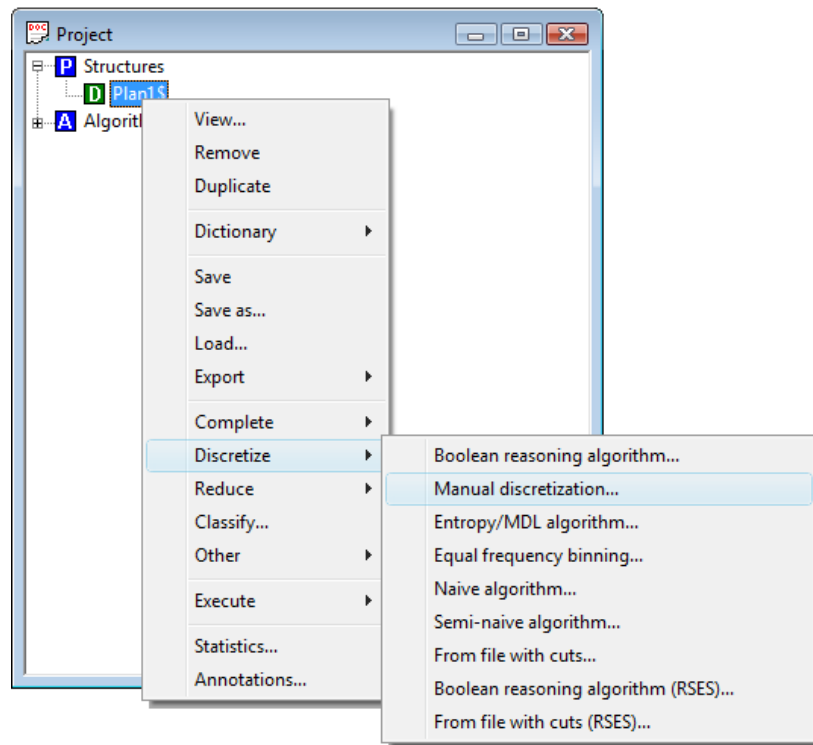 DOC Project
P Structures
D Plan1$
A Algorit
View...
Remove
Duplicate
Dictionary
Save
Save as...
Load...
Export
Complete
Discretize
Reduce
Classify...
Other
Execute
Statistics...
Annotations...
Boolean reasoning algorithm...
Manual discretization...
Entropy/MDL algorithm...
Equal frequency binning...
Naive algorithm...
Semi-naive algorithm...
From file with cuts...
Boolean reasoning algorithm (RSES)...
From file with cuts (RSES)...